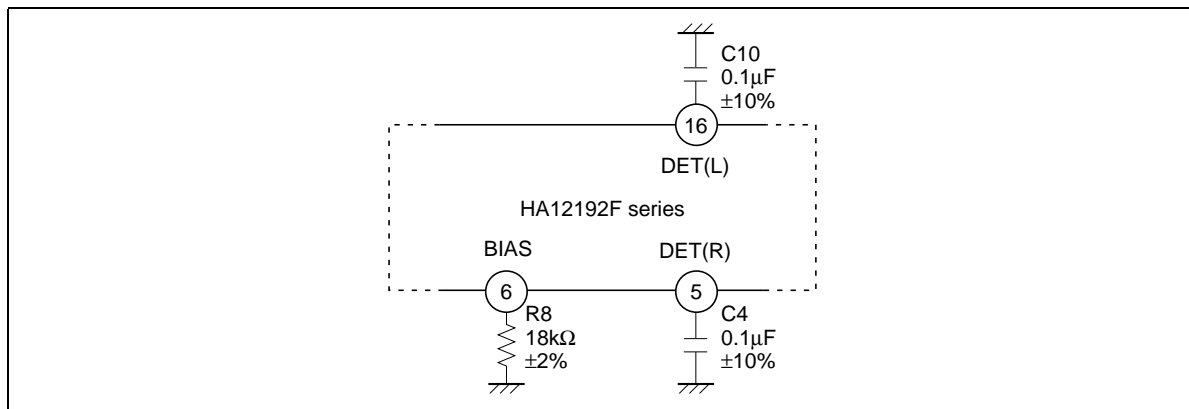 C10
0.1µF
±10%
16
DET(L)
HA12192F series
BIAS
DET(R)
6
5
R8
18kΩ
±2%
C4
0.1µF
±10%